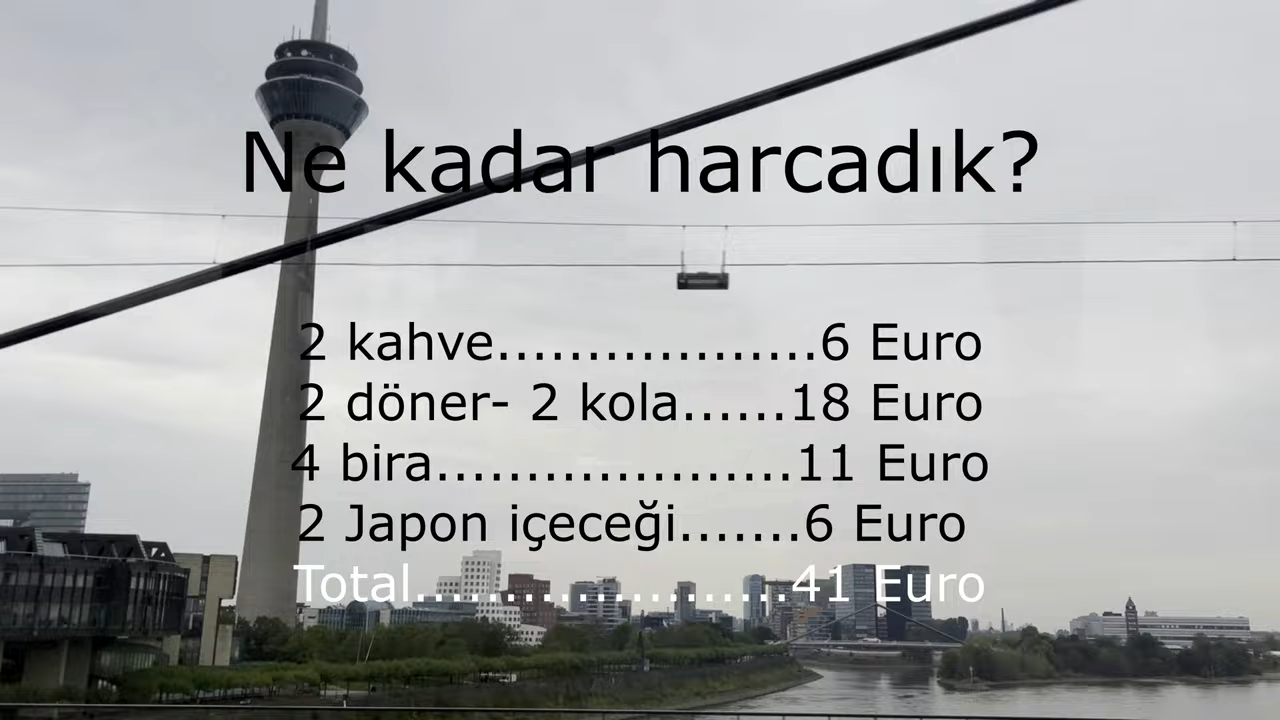 Ne kadar harcadık?
2 kahve..................6 Euro
2 döner- 2 kola......18 Euro
4 bira....................11 Euro
2 Japon içeceği.......6 Euro
Total.....................41 Euro